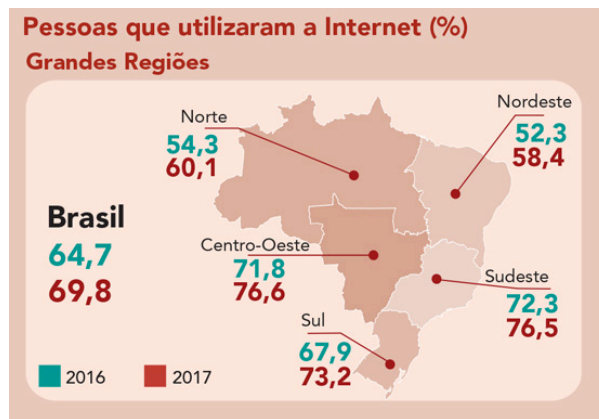 Pessoas que utilizaram a Internet (%)
Grandes Regiões
Norte
54,3
60,1
Nordeste
52,3
58,4
Brasil
64,7
69,8
Centro-Oeste
71,8
76,6
Sudeste
72,3
76,5
Sul
67,9
73,2
2016
2017